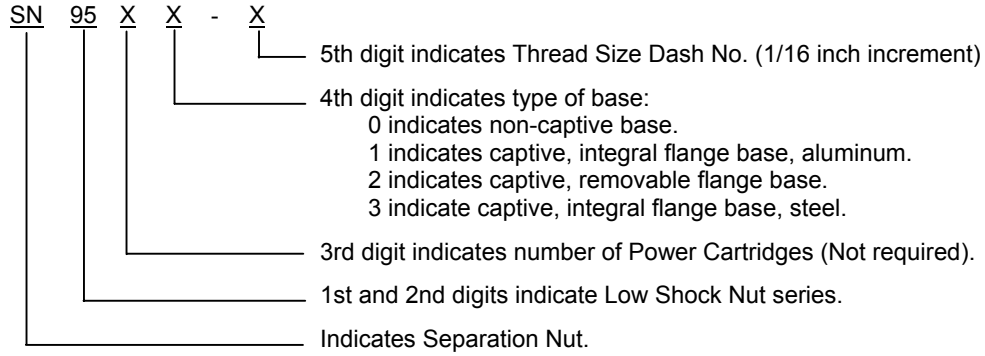 SN 95 X X - X
5th digit indicates Thread Size Dash No. (1/16 inch increment)
4th digit indicates type of base:
0 indicates non-captive base.
1 indicates captive, integral flange base, aluminum.
2 indicates captive, removable flange base.
3 indicate captive, integral flange base, steel.
3rd digit indicates number of Power Cartridges (Not required).
1st and 2nd digits indicate Low Shock Nut series.
Indicates Separation Nut.